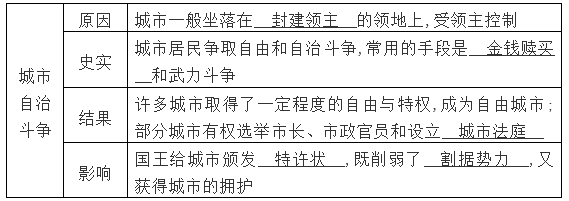 城市自治斗争
原因 城市一般坐落在 封建领主 的领地上,受领主控制
史实 城市居民争取自由和自治斗争,常用的手段是 金钱赎买
和武力斗争
结果 许多城市取得了一定程度的自由与特权,成为自由城市;
部分城市有权选举市长、市政官员和设立 城市法庭
影响 国王给城市颁发 特许状 ,既削弱了 割据势力 ,又
获得城市的拥护